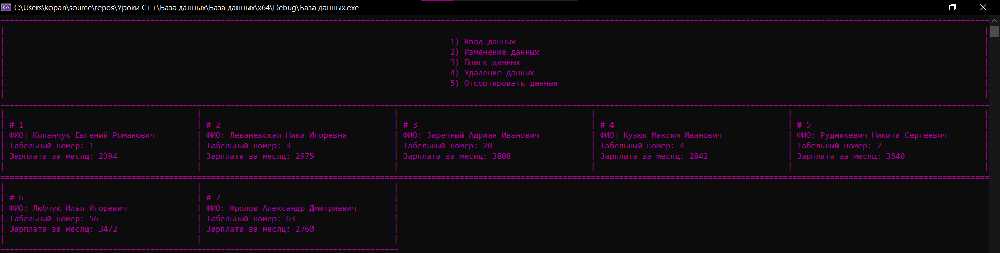 C:\Users\kopan\source\repos\Уроки C++\База данных\База данных\x64\Debug\База данных.exe
1) Ввод данных
2) Изменение данных
3) Поиск данных
4) Удаление данных
5) Отсортировать данные
# 1
ФИО: Копанчук Евгений Романович
Табельный номер: 1
Зарплата за месяц: 2394
# 2
ФИО: Леваневская Ника Игоревна
Табельный номер: 3
Зарплата за месяц: 2975
# 3
ФИО: Заречный Адриан Иванович
Табельный номер: 20
Зарплата за месяц: 3808
# 4
ФИО: Кузюк Максим Иванович
Табельный номер: 4
Зарплата за месяц: 2842
# 5
ФИО: Рудникевич Никита Сергеевич
Табельный номер: 2
Зарплата за месяц: 3540
# 6
ФИО: Любчук Илья Игоревич
Табельный номер: 56
Зарплата за месяц: 3472
# 7
ФИО: Фролов Александр Дмитриевич
Табельный номер: 63
Зарплата за месяц: 2760